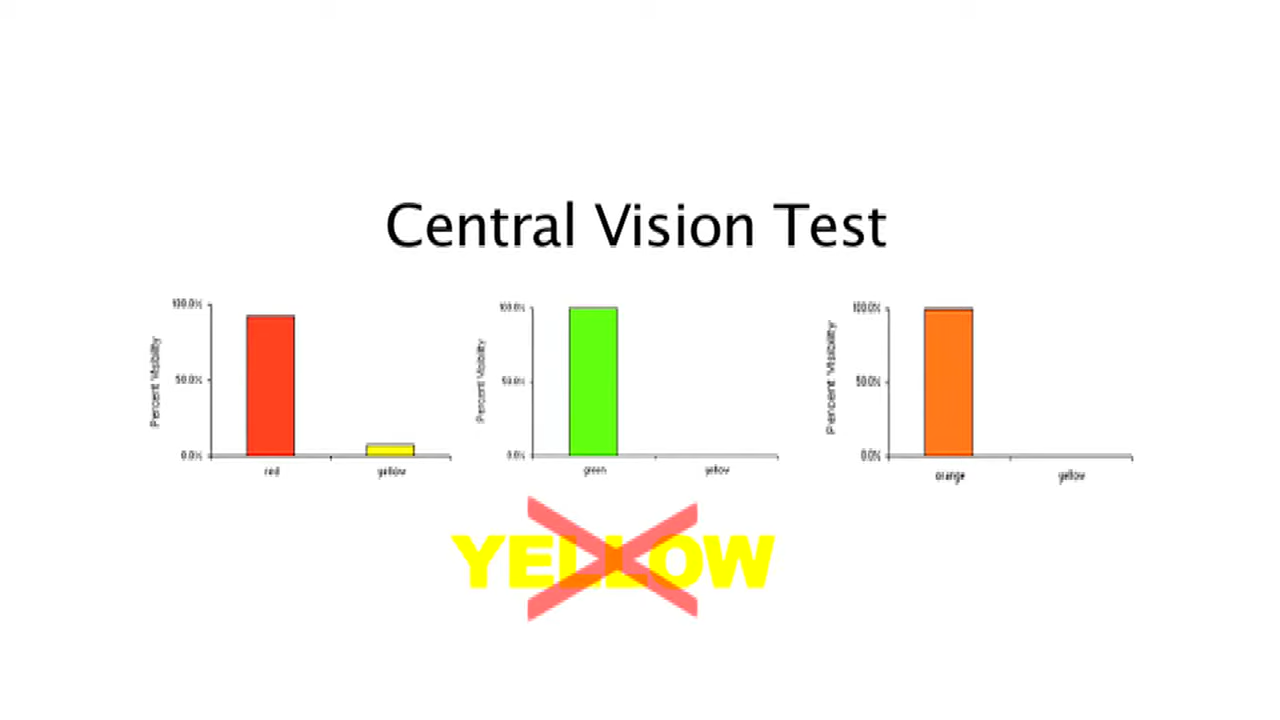 Central Vision Test
100.0%
50.0%
0.0%
Percent Visibility
red
yellow
100.0%
50.0%
0.0%
Percent Visibility
green
yellow
100.0%
50.0%
0.0%
Percent Visibility
orange
yellow
YELLOW